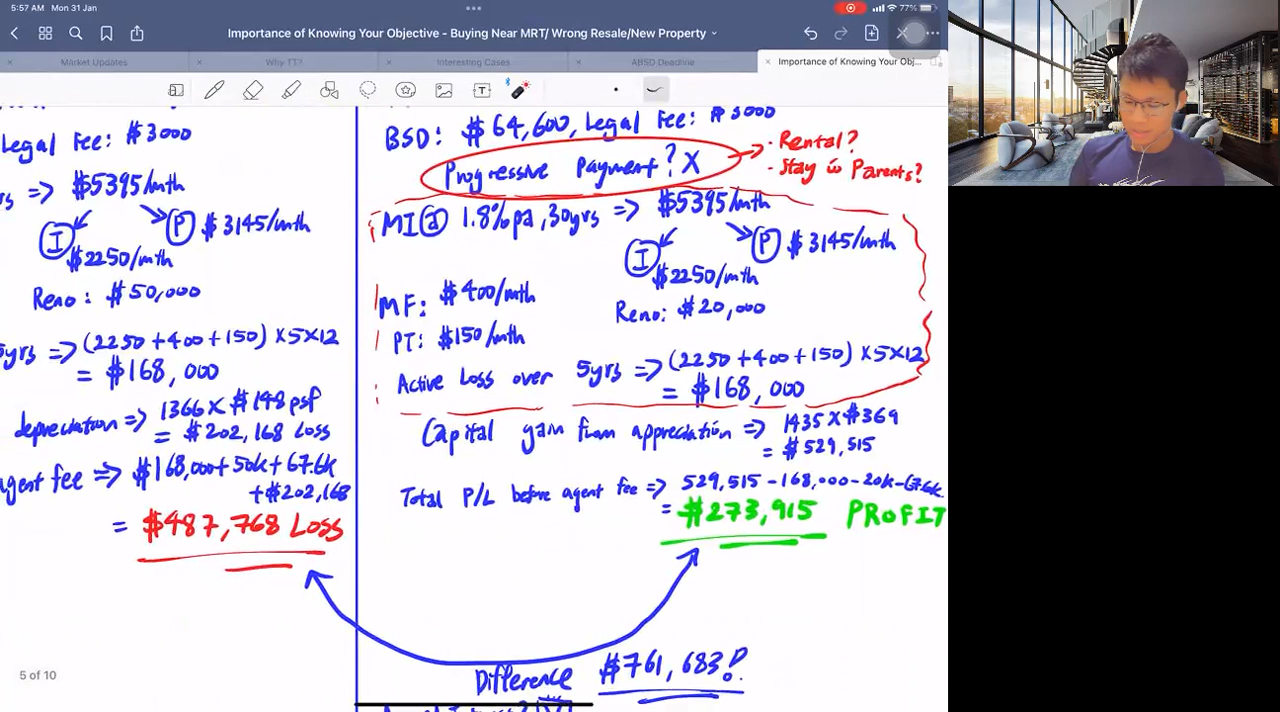 5:57 AM Mon 31 Jan
77%
Importance of Knowing Your Objective - Buying Near MRT/ Wrong Resale/New Property
Market Updates
Why TT?
Interesting Cases
ABSD Deadline
Importance of Knowing Your Obj...
Legal Fee: $3000
=> $5395/mth
I
$2250/mth
P $3145/mth
Reno: $50,000
5yrs => (2250+400+150) x5x12
= $168,000
depreciation => 1366 x $148 psf
= $202,168 Loss
agent fee => $168,000+50k+67.6k
+$202,168
= $487,768 Loss
BSD: $64,600, Legal Fee: $3000
Progressive Payment? X
· Rental?
· Stay w Parents?
MI @ 1.8%pa, 30yrs => $5395/mth
I
$2250/mth
P $3145/mth
MF: $400/mth
Reno: $20,000
PT: $150/mth
Active Loss over 5yrs => (2250+400+150) x5x12
= $168,000
Capital gain from appreciation => 1435 x $369
= $529,515
Total P/L before agent fee => 529,515-168,000-20k-67.6k
= $273,915 PROFIT
Difference $761,683?!
5 of 10